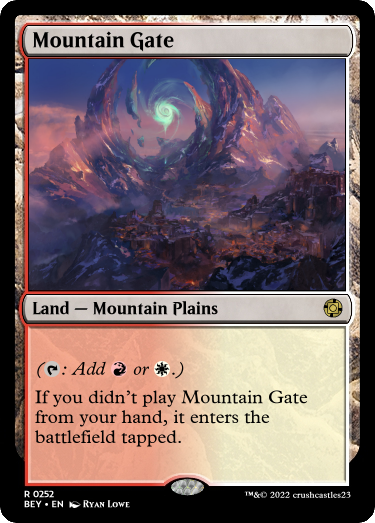 Mountain Gate
Land — Mountain Plains
(: Add or .)
If you didn't play Mountain Gate
from your hand, it enters the
battlefield tapped.
R 0252
BEY • EN Ryan Lowe
™&© 2022 crushcastles23